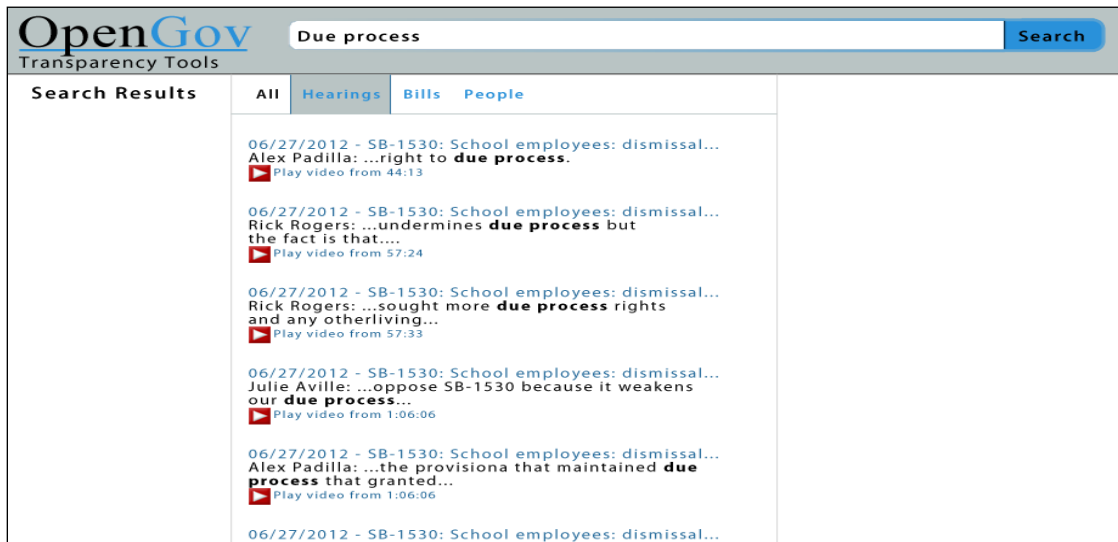 OpenGov
Transparency Tools
Due process
Search
Search Results
All Hearings Bills People
06/27/2012 - SB-1530: School employees: dismissal...
Alex Padilla: ...right to due process.
Play video from 44:13
06/27/2012 - SB-1530: School employees: dismissal...
Rick Rogers: ...undermines due process but
the fact is that....
Play video from 57:24
06/27/2012 - SB-1530: School employees: dismissal...
Rick Rogers: ...sought more due process rights
and any otherliving...
Play video from 57:33
06/27/2012 - SB-1530: School employees: dismissal...
Julie Aville: ...oppose SB-1530 because it weakens
our due process...
Play video from 1:06:06
06/27/2012 - SB-1530: School employees: dismissal...
Alex Padilla: ...the provisiona that maintained due
process that granted...
Play video from 1:06:06
06/27/2012 - SB-1530: School employees: dismissal...